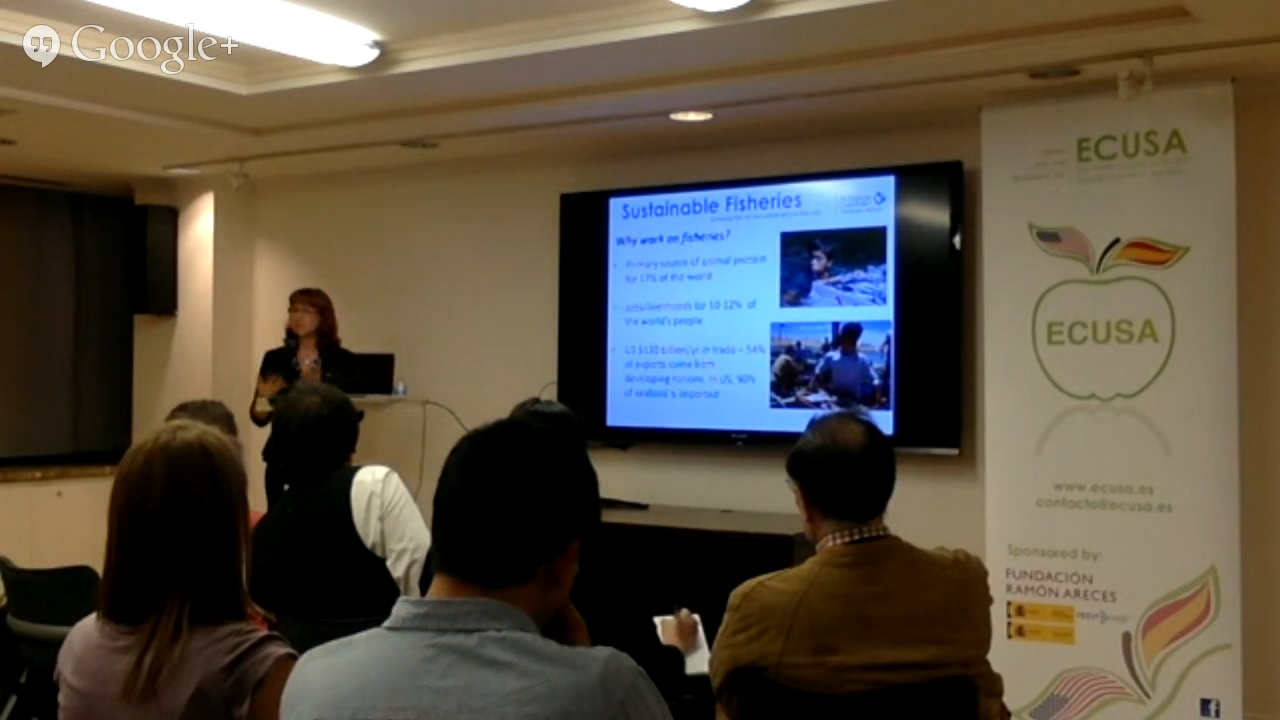 Google+
Sustainable Fisheries
Why work on fisheries?
Primary source of animal protein
for 17% of the world
Jobs/livelihoods for 10-12% of
the world's people
US $130 billion/yr in trade – 54%
of exports come from
developing nations. In US, 90%
of seafood is imported
ECUSA
ECUSA
www.ecusa.es
contacto@ecusa.es
Sponsored by:
FUNDACIÓN
RAMÓN ARECES